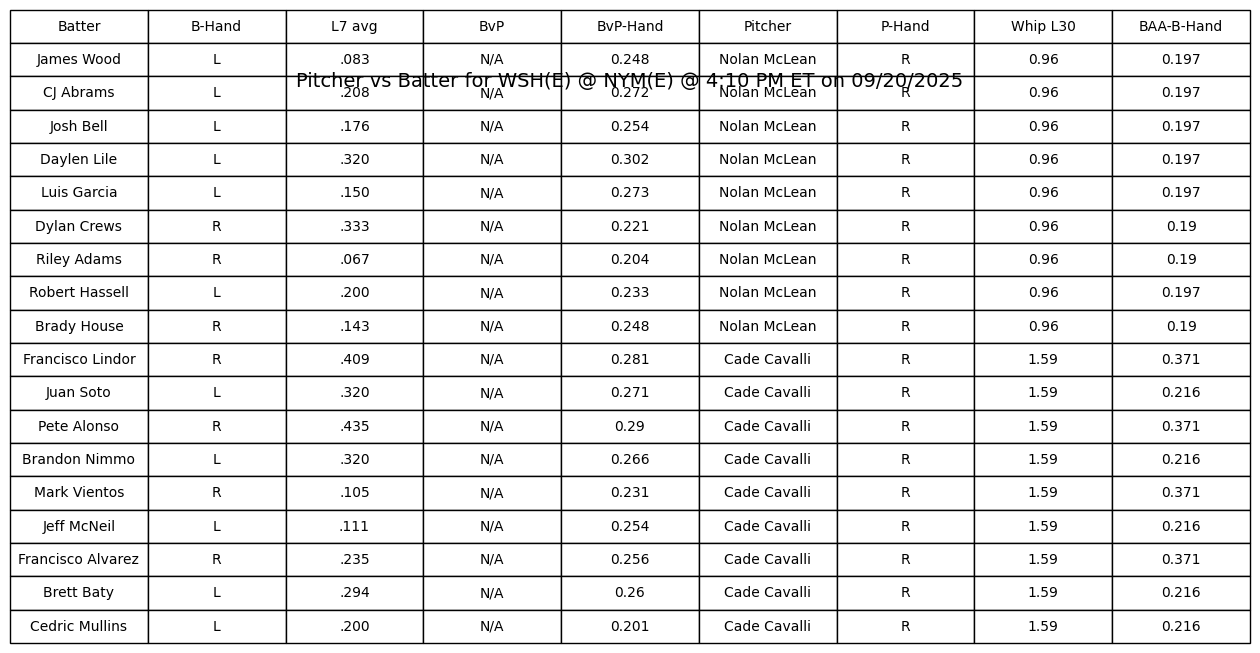 Batter B-Hand L7 avg BvP BvP-Hand Pitcher P-Hand Whip L30 BAA-B-Hand
James Wood L .083 N/A 0.248 Nolan McLean R 0.96 0.197
Pitcher vs Batter for WSH(E) @ NYM(E) @ 4:10 PM ET on 09/20/2025
CJ Abrams L .208 N/A 0.272 Nolan McLean R 0.96 0.197
Josh Bell L .176 N/A 0.254 Nolan McLean R 0.96 0.197
Daylen Lile L .320 N/A 0.302 Nolan McLean R 0.96 0.197
Luis Garcia L .150 N/A 0.273 Nolan McLean R 0.96 0.197
Dylan Crews R .333 N/A 0.221 Nolan McLean R 0.96 0.19
Riley Adams R .067 N/A 0.204 Nolan McLean R 0.96 0.19
Robert Hassell L .200 N/A 0.233 Nolan McLean R 0.96 0.197
Brady House R .143 N/A 0.248 Nolan McLean R 0.96 0.19
Francisco Lindor R .409 N/A 0.281 Cade Cavalli R 1.59 0.371
Juan Soto L .320 N/A 0.271 Cade Cavalli R 1.59 0.216
Pete Alonso R .435 N/A 0.29 Cade Cavalli R 1.59 0.371
Brandon Nimmo L .320 N/A 0.266 Cade Cavalli R 1.59 0.216
Mark Vientos R .105 N/A 0.231 Cade Cavalli R 1.59 0.371
Jeff McNeil L .111 N/A 0.254 Cade Cavalli R 1.59 0.216
Francisco Alvarez R .235 N/A 0.256 Cade Cavalli R 1.59 0.371
Brett Baty L .294 N/A 0.26 Cade Cavalli R 1.59 0.216
Cedric Mullins L .200 N/A 0.201 Cade Cavalli R 1.59 0.216